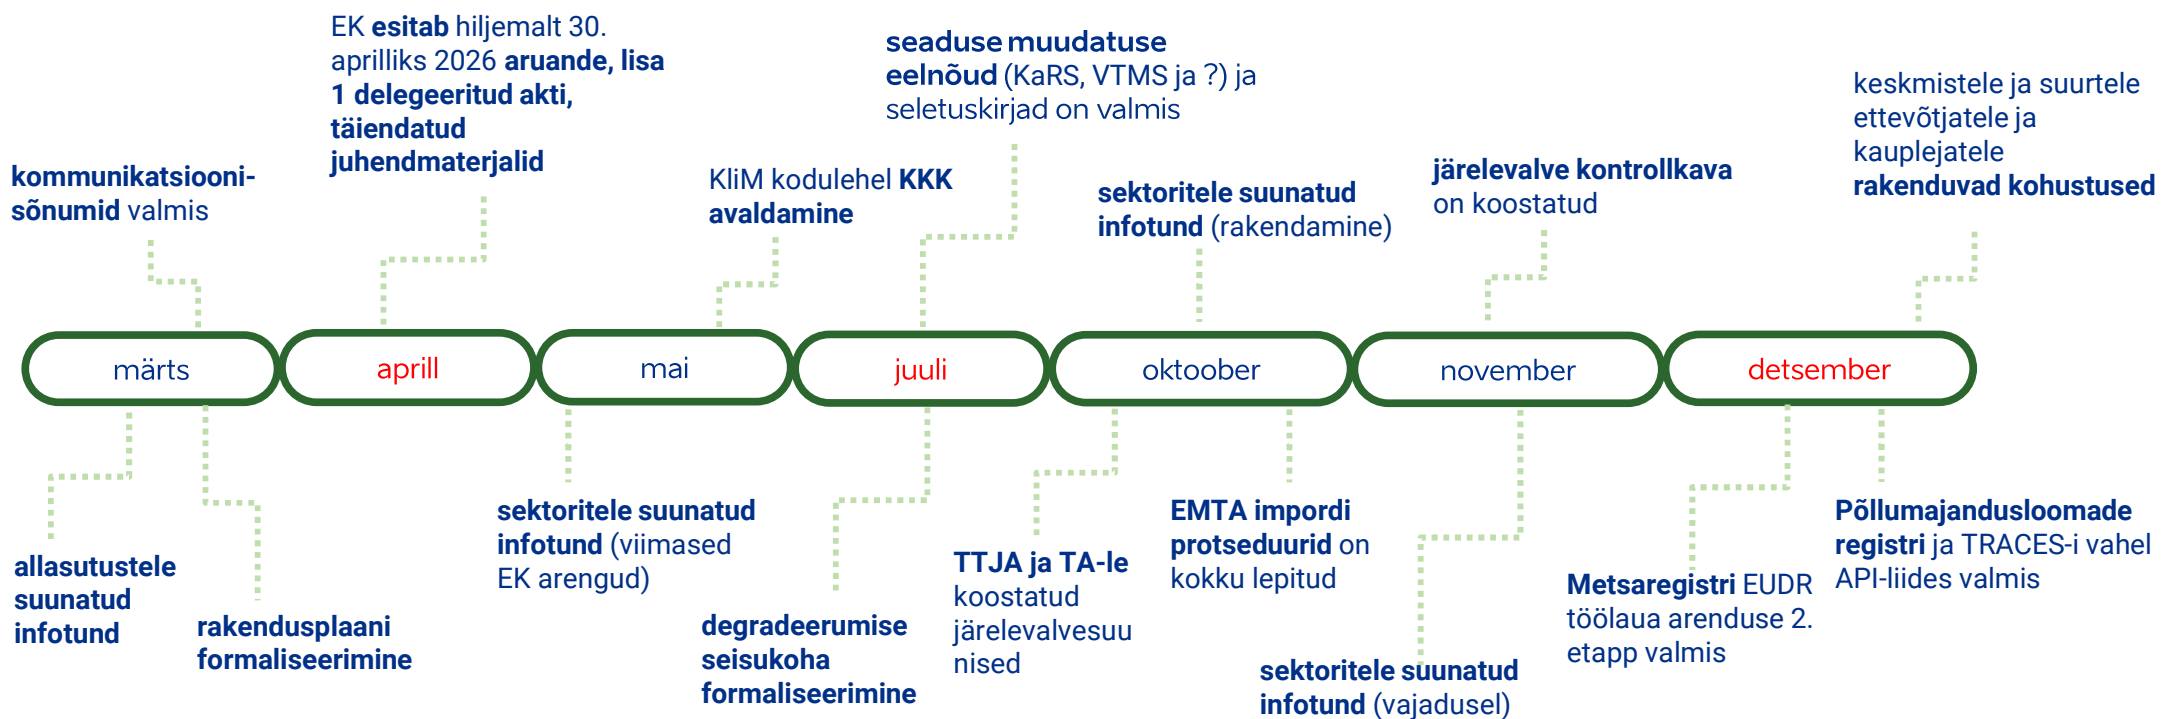 kommunikatsiooni-
sõnumid valmis
EK esitab hiljemalt 30.
aprilliks 2026 aruande, lisa
1 delegeeritud akti,
täiendatud
juhendmaterjalid
KliM kodulehel KKK
avaldamine
seaduse muudatuse
eelnõud (KaRS, VTMS ja ?) ja
seletuskirjad on valmis
sektoritele suunatud
infotund (rakendamine)
järelevalve kontrollkava
on koostatud
keskmistele ja suurtele
ettevõtjatele ja
kauplejatele
rakenduvad kohustused
märts
aprill
mai
juuli
oktoober
november
detsember
allasutustele
suunatud
infotund
rakendusplaani
formaliseerimine
sektoritele suunatud
infotund (viimased
EK arengud)
degradeerumise
seisukoha
formaliseerimine
TTJA ja TA-le
koostatud
järelevalvesuu
nised
EMTA impordi
protseduurid on
kokku lepitud
sektoritele suunatud
infotund (vajadusel)
Metsaregistri EUDR
töölaua arenduse 2.
etapp valmis
Põllumajandusloomade
registri ja TRACES-i vahel
API-liides valmis